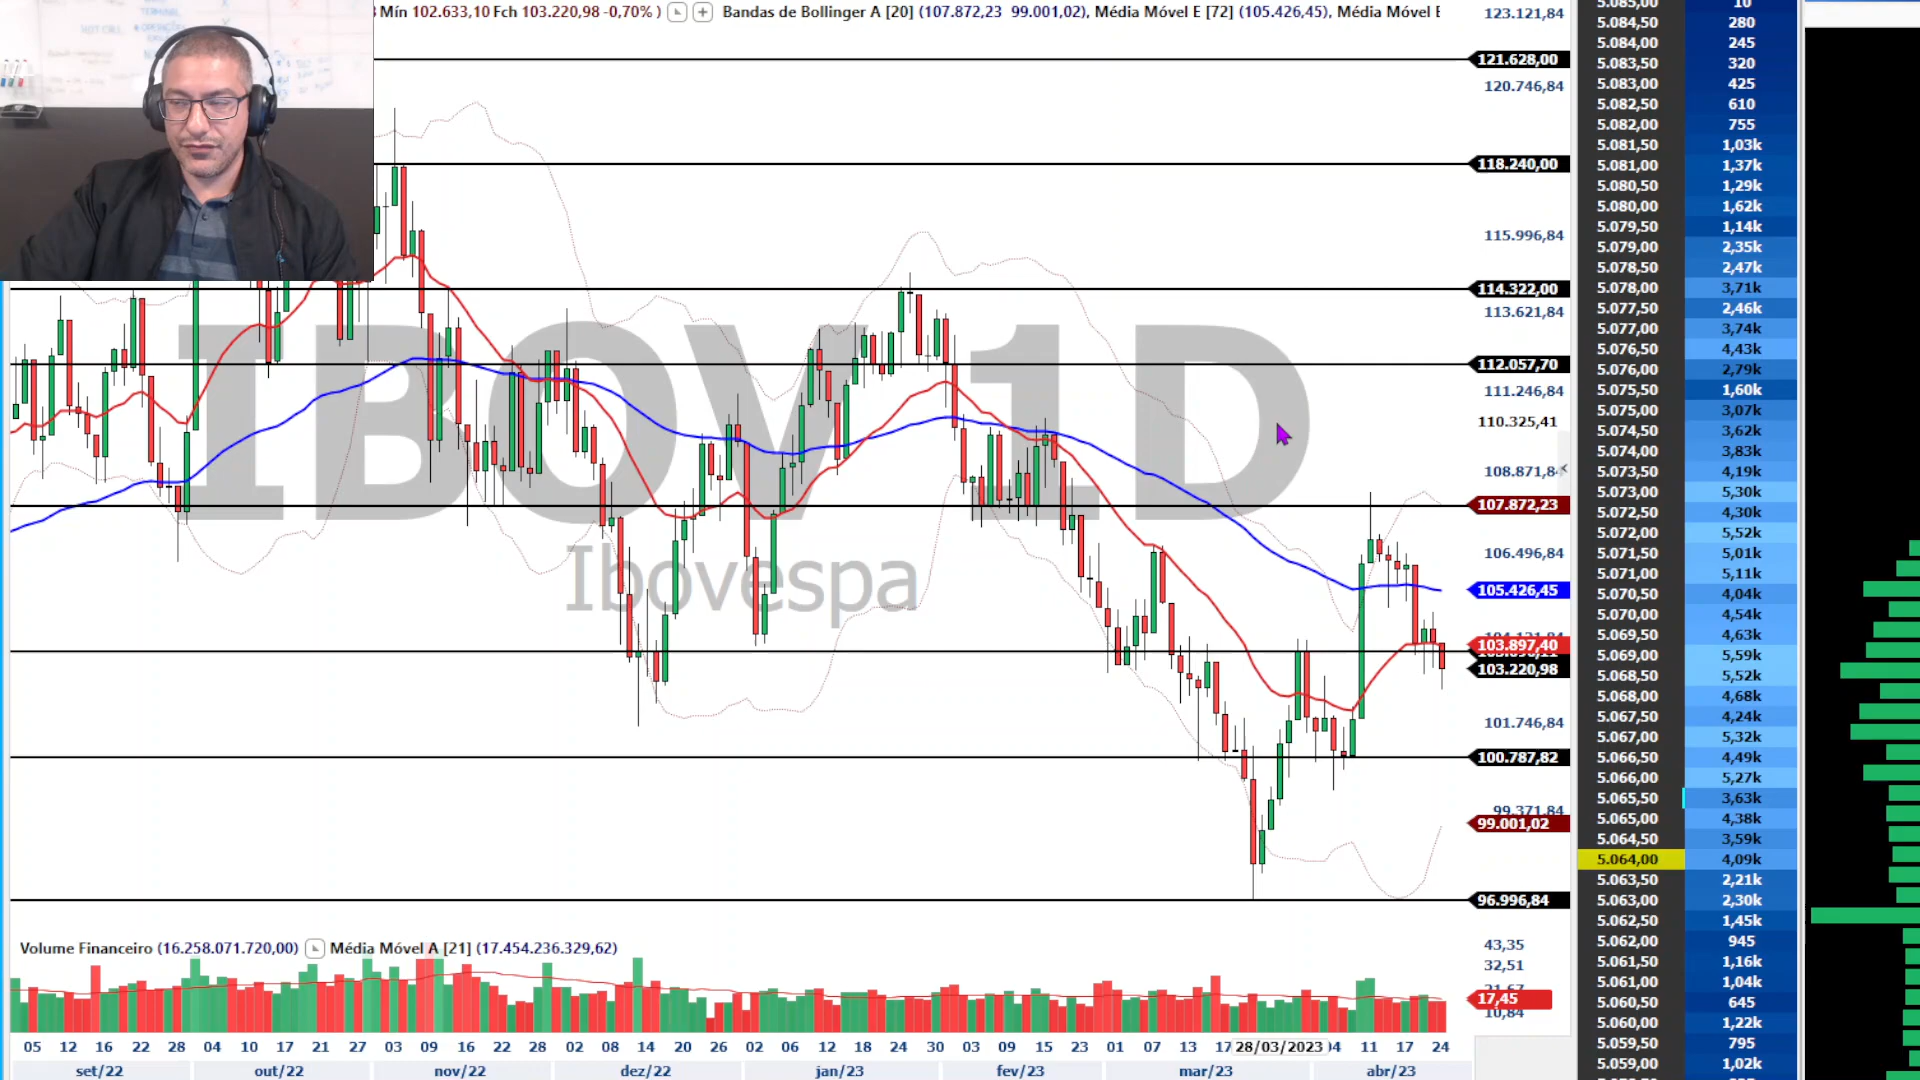 Mín 102.633,10 Fch 103.220,98 -0,70% ) Bandas de Bollinger A [20] (107.872,23 99.001,02), Média Móvel E [72] (105.426,45), Média Móvel E
123.121,84
121.628,00
120.746,84
118.240,00
115.996,84
114.322,00
113.621,84
112.057,70
111.246,84
110.325,41
108.871,84
107.872,23
106.496,84
105.426,45
103.897,40
103.220,98
101.746,84
100.787,82
99.371,84
99.001,02
96.996,84
IBOV 1D
Ibovespa
Volume Financeiro (16.258.071.720,00) Média Móvel A [21] (17.454.236.329,62)
43,35
32,51
17,45
10,84
05 12 16 22 28 04 10 17 21 27 03 09 16 22 28 02 08 14 20 26 02 06 12 18 24 30 03 09 15 23 01 07 13 17 28/03/2023 04 11 17 24
set/22 out/22 nov/22 dez/22 jan/23 fev/23 mar/23 abr/23
5.085,00 10
5.084,50 280
5.084,00 245
5.083,50 320
5.083,00 425
5.082,50 610
5.082,00 755
5.081,50 1,03k
5.081,00 1,37k
5.080,50 1,29k
5.080,00 1,62k
5.079,50 1,14k
5.079,00 2,35k
5.078,50 2,47k
5.078,00 3,71k
5.077,50 2,46k
5.077,00 3,74k
5.076,50 4,43k
5.076,00 2,79k
5.075,50 1,60k
5.075,00 3,07k
5.074,50 3,62k
5.074,00 3,83k
5.073,50 4,19k
5.073,00 5,30k
5.072,50 4,30k
5.072,00 5,52k
5.071,50 5,01k
5.071,00 5,11k
5.070,50 4,04k
5.070,00 4,54k
5.069,50 4,63k
5.069,00 5,59k
5.068,50 5,52k
5.068,00 4,68k
5.067,50 4,24k
5.067,00 5,32k
5.066,50 4,49k
5.066,00 5,27k
5.065,50 3,63k
5.065,00 4,38k
5.064,50 3,59k
5.064,00 4,09k
5.063,50 2,21k
5.063,00 2,30k
5.062,50 1,45k
5.062,00 945
5.061,50 1,16k
5.061,00 1,04k
5.060,50 645
5.060,00 1,22k
5.059,50 795
5.059,00 1,02k